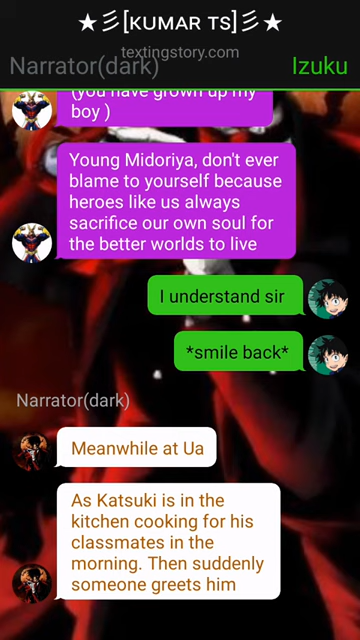 ★彡[ᴋᴜᴍᴀʀ ᴛs]彡★
textingstory.com
Narrator(dark)
Izuku
(you have grown up my
boy )
Young Midoriya, don't ever
blame to yourself because
heroes like us always
sacrifice our own soul for
the better worlds to live
I understand sir
*smile back*
Narrator(dark)
Meanwhile at Ua
As Katsuki is in the
kitchen cooking for his
classmates in the
morning. Then suddenly
someone greets him